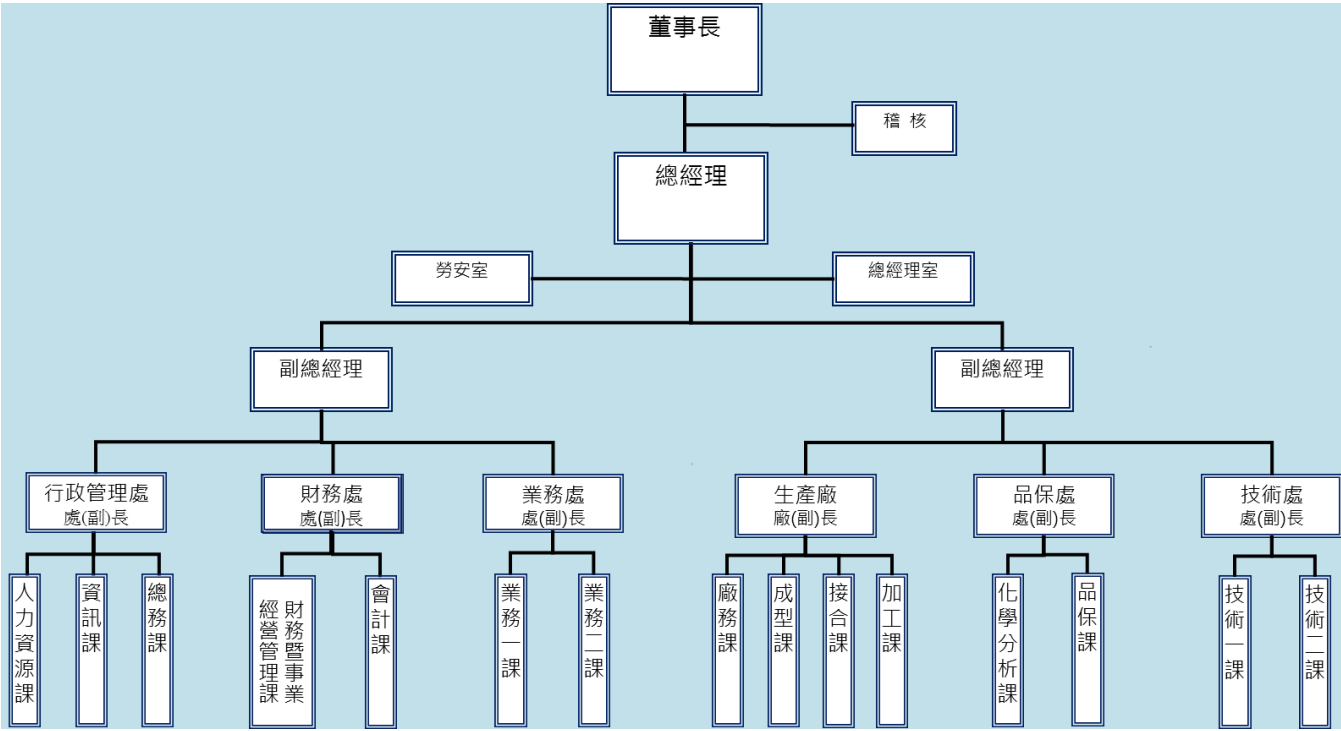 董事長
稽 核
總經理
勞安室
總經理室
副總經理
副總經理
行政管理處
處(副)長
財務處
處(副)長
業務處
處(副)長
生產廠
廠(副)長
品保處
處(副)長
技術處
處(副)長
人力資源課
資訊課
總務課
財務暨事業
經營管理課
會計課
業務一課
業務二課
廠務課
成型課
接合課
加工課
化學分析課
品保課
技術一課
技術二課